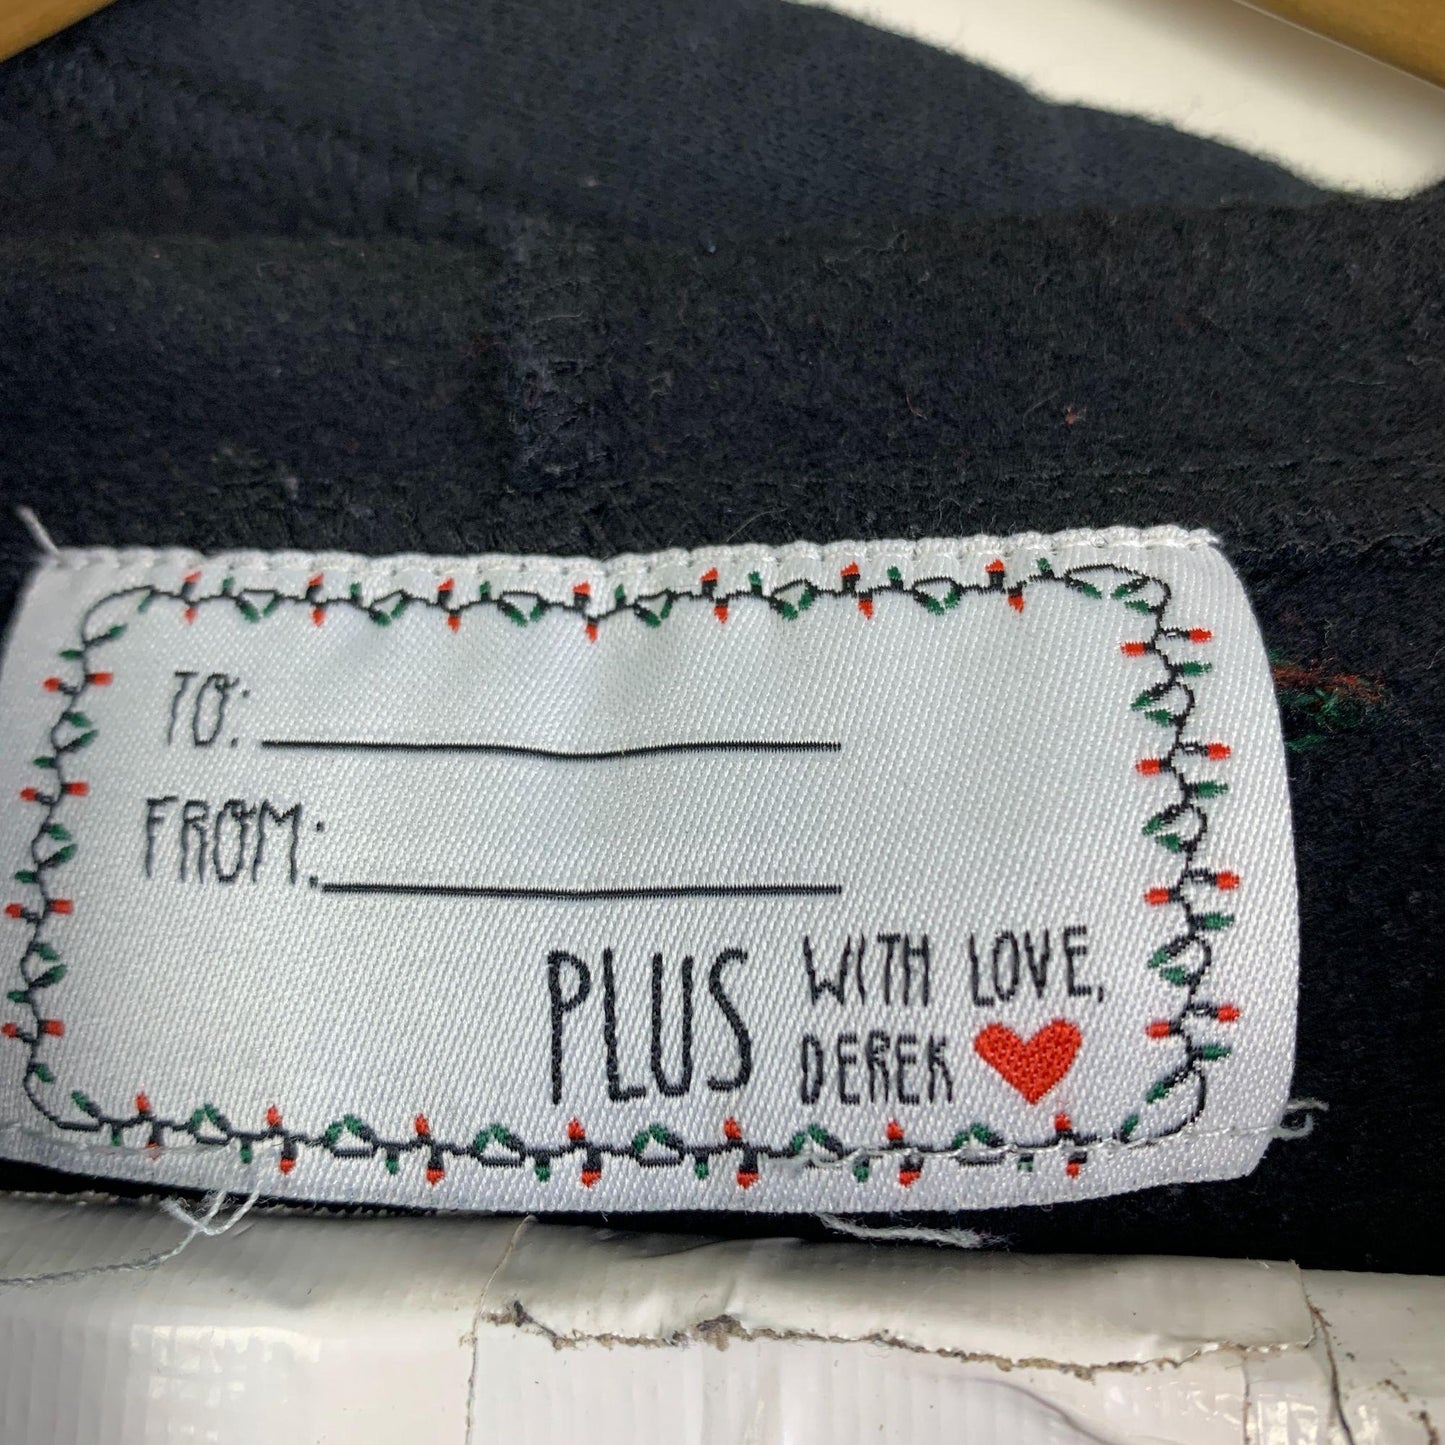 TO:
FROM:
PLUS WITH LOVE,
DEREK